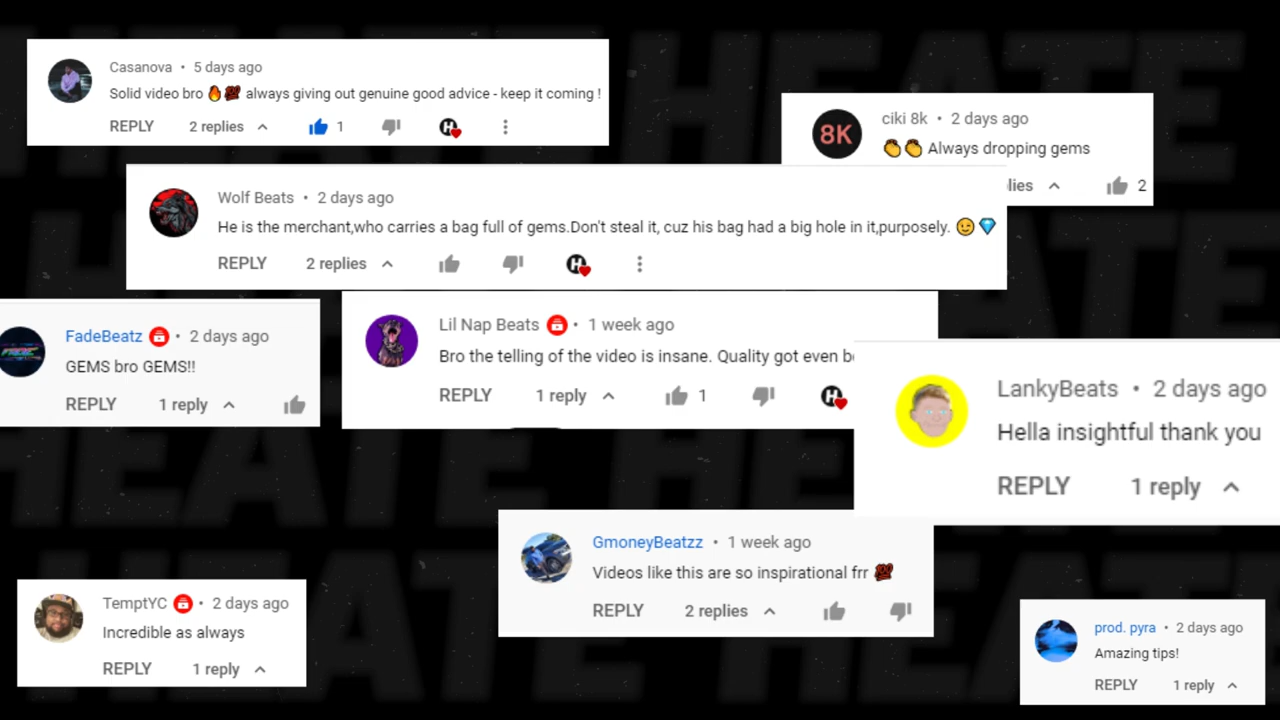 Casanova • 5 days ago
Solid video bro 🔥💯 always giving out genuine good advice - keep it coming !
REPLY 2 replies 1
8K
ciki 8k • 2 days ago
👏👏 Always dropping gems
lies 2
Wolf Beats • 2 days ago
He is the merchant,who carries a bag full of gems.Don't steal it, cuz his bag had a big hole in it,purposely. 😉💎
REPLY 2 replies
FadeBeatz • 2 days ago
GEMS bro GEMS!!
REPLY 1 reply
Lil Nap Beats • 1 week ago
Bro the telling of the video is insane. Quality got even b
REPLY 1 reply 1
LankyBeats • 2 days ago
Hella insightful thank you
REPLY 1 reply
GmoneyBeatzz • 1 week ago
Videos like this are so inspirational frr 💯
REPLY 2 replies
TemptYC • 2 days ago
Incredible as always
REPLY 1 reply
prod. pyra • 2 days ago
Amazing tips!
REPLY 1 reply